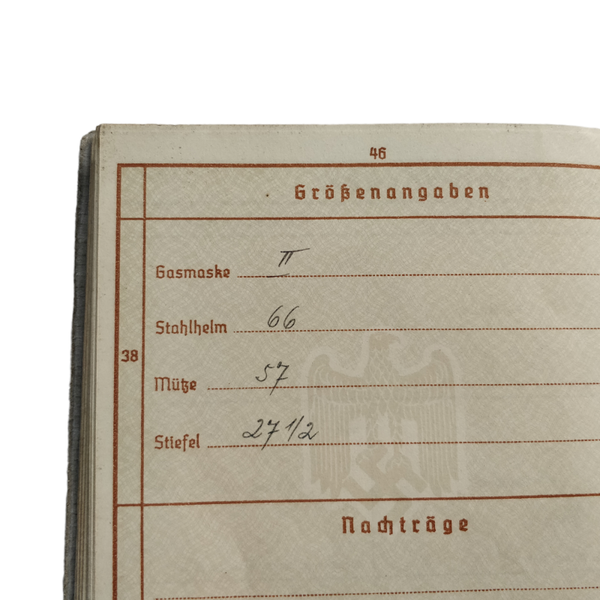 46
Größenangaben
Gasmaske II
Stahlhelm 66
38
Mütze 57
Stiefel 27 1/2
Nachträge